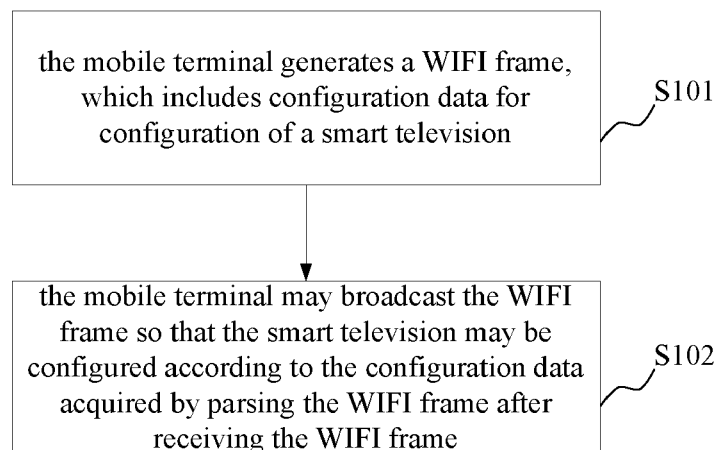 the mobile terminal generates a WIFI frame,
which includes configuration data for
configuration of a smart television
S101
the mobile terminal may broadcast the WIFI
frame so that the smart television may be
configured according to the configuration data
acquired by parsing the WIFI frame after
receiving the WIFI frame
S102